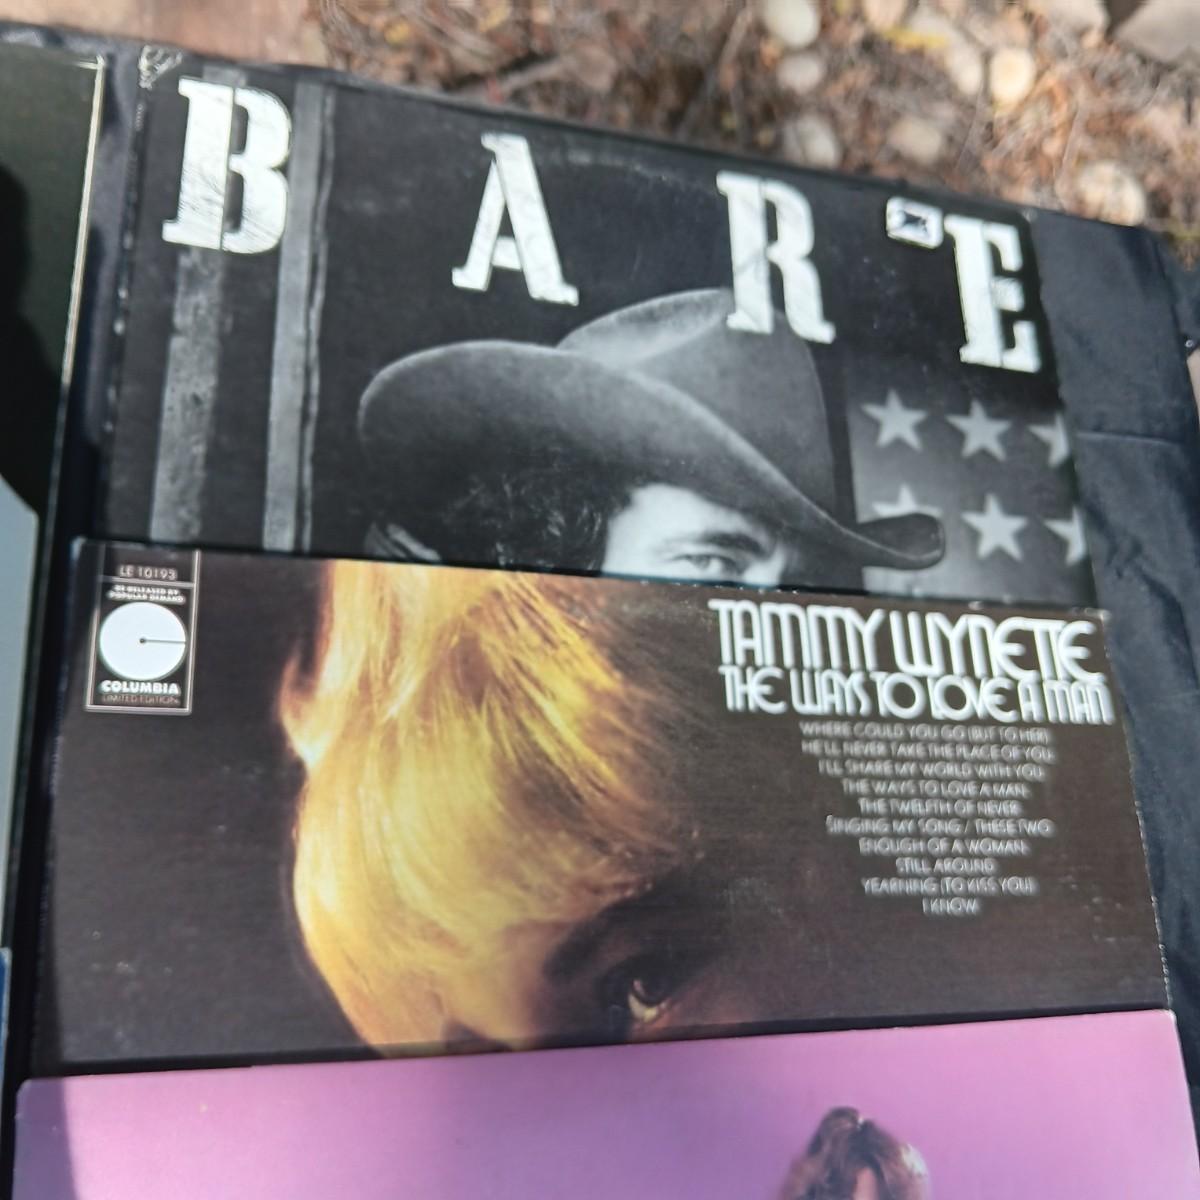 BARE
LE 10193
RE-RELEASED BY
POPULAR DEMAND
COLUMBIA
LIMITED EDITION
TAMMY WYNETTE
THE WAYS TO LOVE A MAN
WHERE COULD YOU GO (BUT TO HER)
HE'LL NEVER TAKE THE PLACE OF YOU
I'LL SHARE MY WORLD WITH YOU
THE WAYS TO LOVE A MAN
THE TWELFTH OF NEVER
SINGING MY SONG / THESE TWO
ENOUGH OF A WOMAN
STILL AROUND
YEARNING (TO KISS YOU)
I KNOW